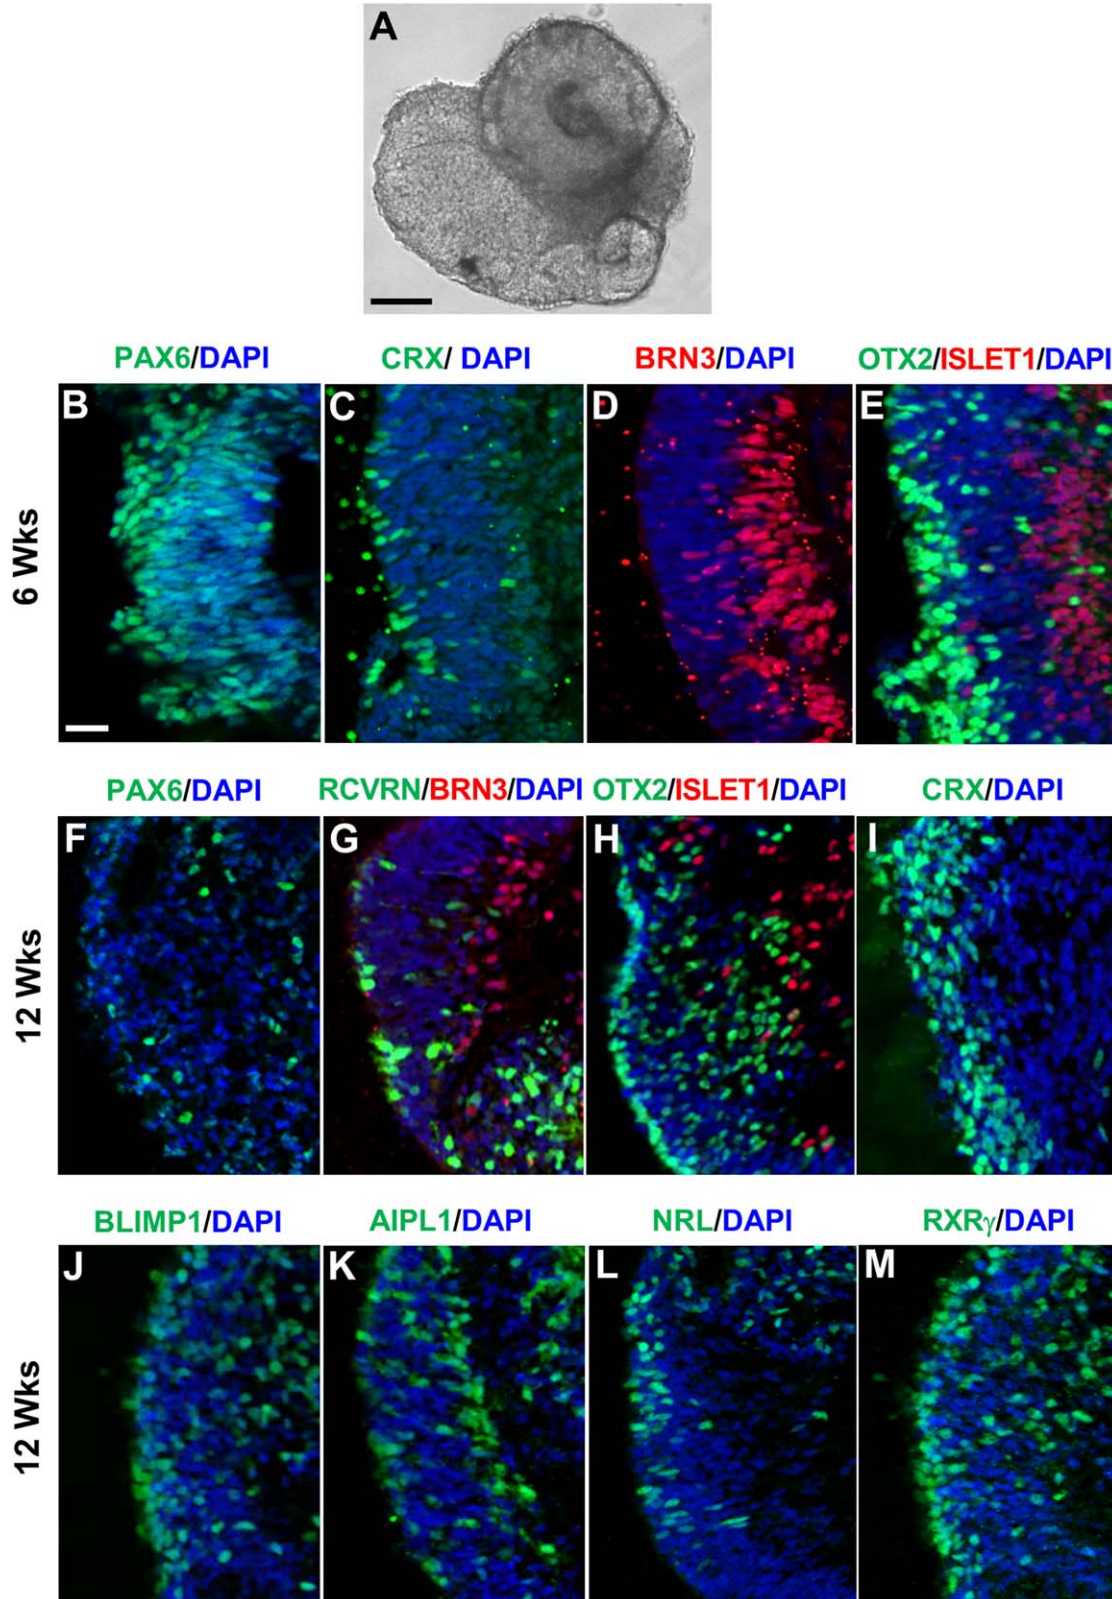 A
PAX6/DAPI CRX/ DAPI BRN3/DAPI OTX2/ISLET1/DAPI
B C D E
6 Wks
PAX6/DAPI RCVRN/BRN3/DAPI OTX2/ISLET1/DAPI CRX/DAPI
F G H I
12 Wks
BLIMP1/DAPI AIPL1/DAPI NRL/DAPI RXRγ/DAPI
J K L M
12 Wks